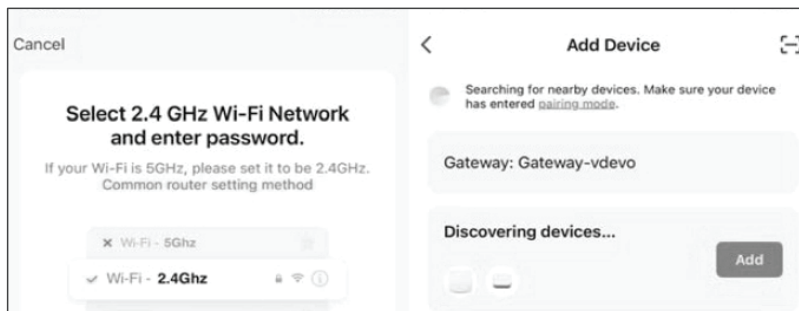 Cancel
Select 2.4 GHz Wi-Fi Network
and enter password.
If your Wi-Fi is 5GHz, please set it to be 2.4GHz.
Common router setting method
Wi-Fi - 5Ghz
Wi-Fi - 2.4Ghz
Add Device
Searching for nearby devices. Make sure your device
has entered pairing mode.
Gateway: Gateway-vdevo
Discovering devices...
Add